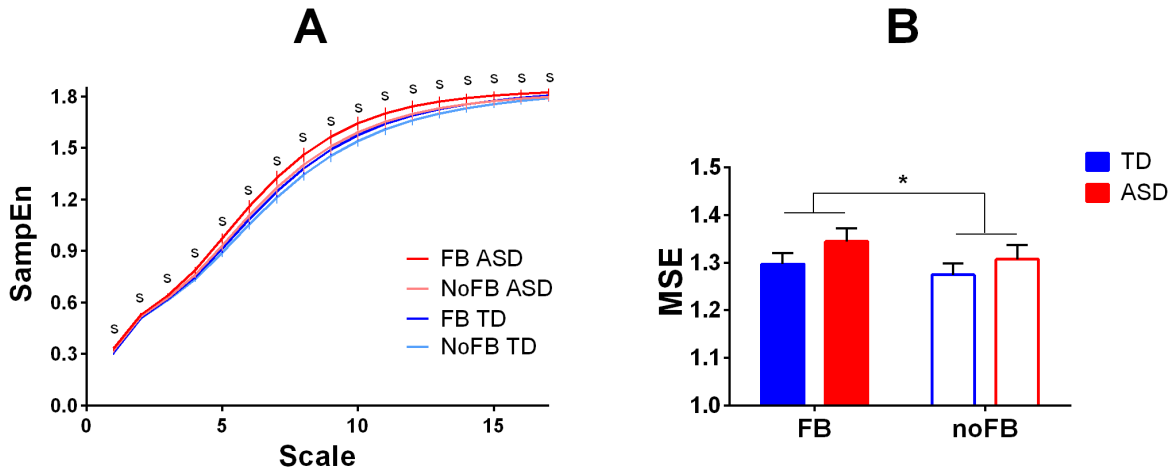 A
SampEn
1.8
1.5
1.2
0.9
0.6
0.3
0.0
s s s s s s s s s s s s s s s s s
FB ASD
NoFB ASD
FB TD
NoFB TD
0 5 10 15
Scale
B
MSE
1.5
1.4
1.3
1.2
1.1
1.0
*
TD
ASD
FB noFB